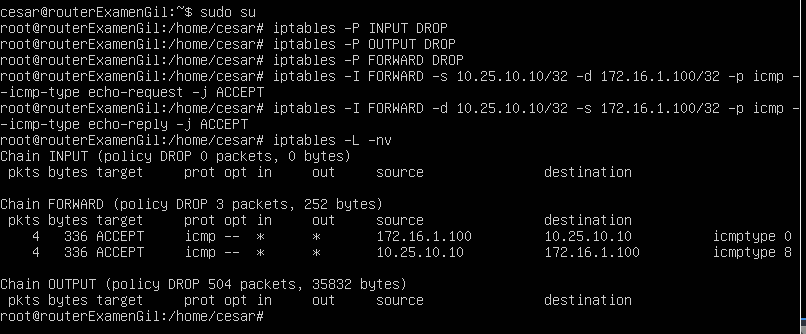 cesar@routerExamenGil:~$ sudo su
root@routerExamenGil:/home/cesar# iptables -P INPUT DROP
root@routerExamenGil:/home/cesar# iptables -P OUTPUT DROP
root@routerExamenGil:/home/cesar# iptables -P FORWARD DROP
root@routerExamenGil:/home/cesar# iptables -I FORWARD -s 10.25.10.10/32 -d 172.16.1.100/32 -p icmp -
-icmp-type echo-request -j ACCEPT
root@routerExamenGil:/home/cesar# iptables -I FORWARD -d 10.25.10.10/32 -s 172.16.1.100/32 -p icmp -
-icmp-type echo-reply -j ACCEPT
root@routerExamenGil:/home/cesar# iptables -L -nv
Chain INPUT (policy DROP 0 packets, 0 bytes)
 pkts bytes target     prot opt in     out     source               destination

Chain FORWARD (policy DROP 3 packets, 252 bytes)
 pkts bytes target     prot opt in     out     source               destination
    4   336 ACCEPT     icmp --  *      *       172.16.1.100         10.25.10.10          icmptype 0
    4   336 ACCEPT     icmp --  *      *       10.25.10.10          172.16.1.100         icmptype 8

Chain OUTPUT (policy DROP 504 packets, 35832 bytes)
 pkts bytes target     prot opt in     out     source               destination
root@routerExamenGil:/home/cesar#